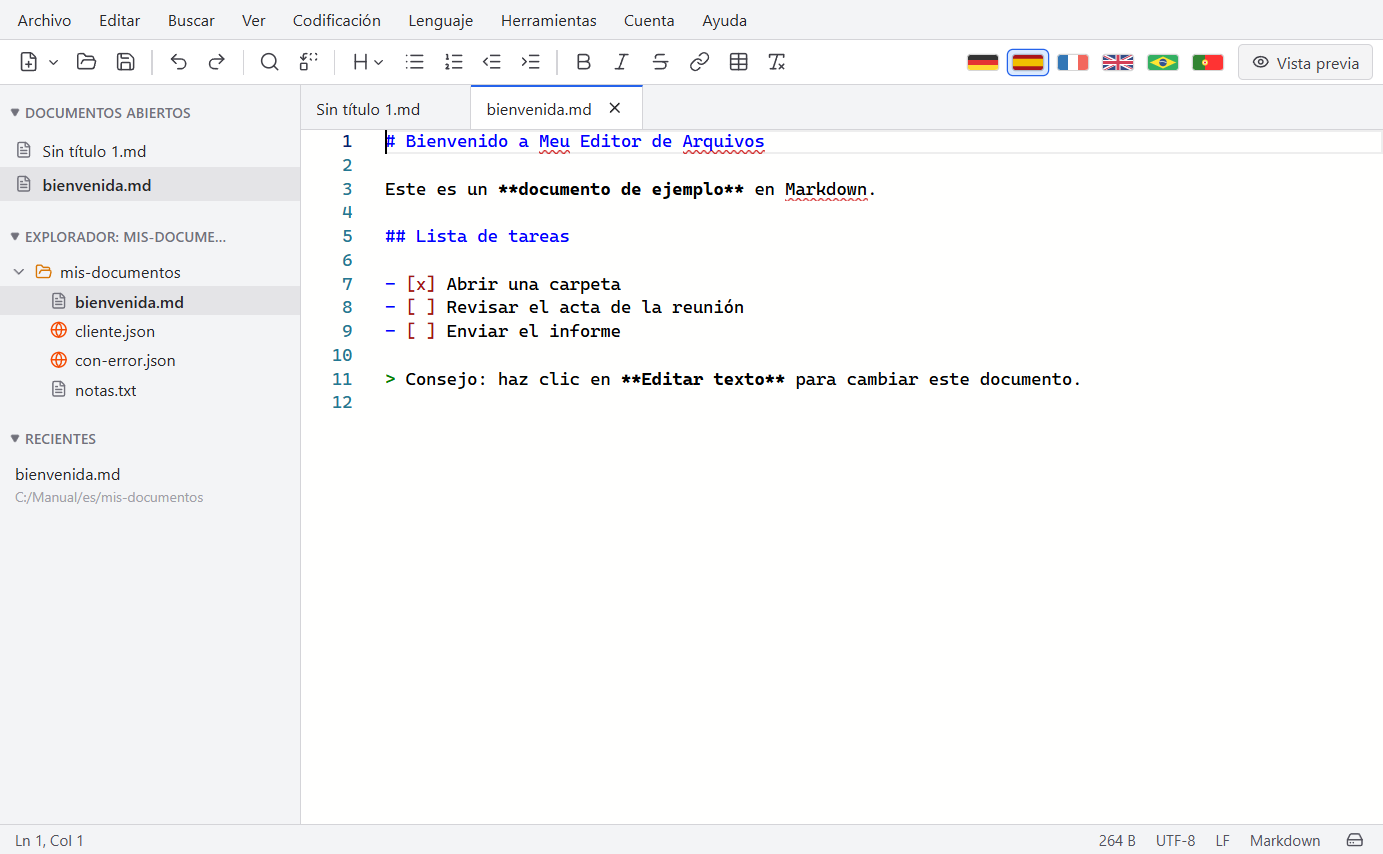 Archivo Editar Buscar Ver Codificación Lenguaje Herramientas Cuenta Ayuda
Vista previa
DOCUMENTOS ABIERTOS
Sin título 1.md
bienvenida.md
EXPLORADOR: MIS-DOCUME...
mis-documentos
bienvenida.md
cliente.json
con-error.json
notas.txt
RECIENTES
bienvenida.md
C:/Manual/es/mis-documentos
Sin título 1.md bienvenida.md
1 # Bienvenido a Meu Editor de Arquivos
2
3 Este es un **documento de ejemplo** en Markdown.
4
5 ## Lista de tareas
6
7 - [x] Abrir una carpeta
8 - [ ] Revisar el acta de la reunión
9 - [ ] Enviar el informe
10
11 > Consejo: haz clic en **Editar texto** para cambiar este documento.
12
Ln 1, Col 1 264 B UTF-8 LF Markdown